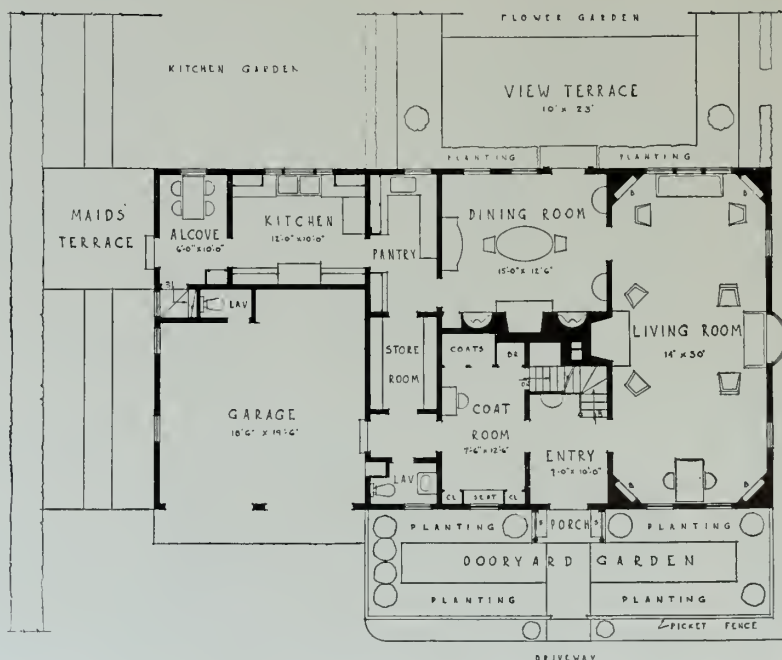 FLOWER GARDEN
KITCHEN GARDEN
VIEW TERRACE
10' x 23'
PLANTING
PLANTING
MAIDS'
TERRACE
ALCOVE
6'-0" x 10'-0"
KITCHEN
12'-0" x 10'-0"
PANTRY
DINING ROOM
15'-0" x 12'6"
B
B
LAV
STORE
ROOM
COATS
BR
LIVING ROOM
14' x 30'
GARAGE
18'6" x 19'-6"
COAT
ROOM
7'-6" x 12'6"
ENTRY
9'-0" x 10'-0"
LAV
CL
SEAT
CL
B
B
PLANTING
S
PORCH
S
PLANTING
DOORYARD GARDEN
PLANTING
PLANTING
PICKET FENCE
DRIVEWAY